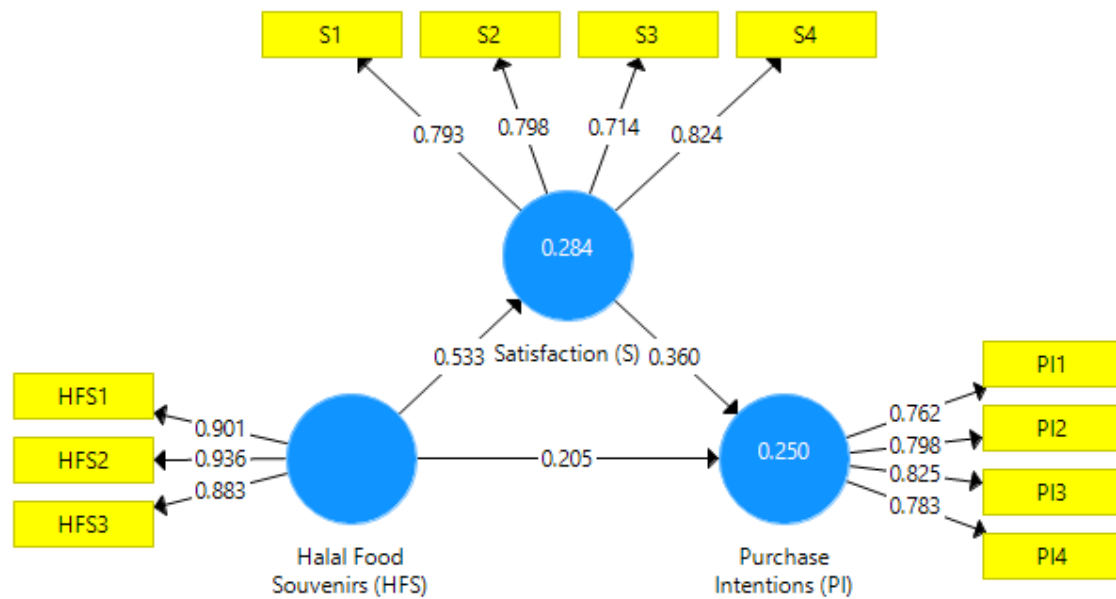 S1 S2 S3 S4
0.793 0.798 0.714 0.824
0.284
Satisfaction (S)
0.533 0.360
HFS1
HFS2
HFS3
0.901
0.936
0.883
0.205
0.250
0.762
0.798
0.825
0.783
PI1
PI2
PI3
PI4
Halal Food
Souvenirs (HFS)
Purchase
Intentions (PI)